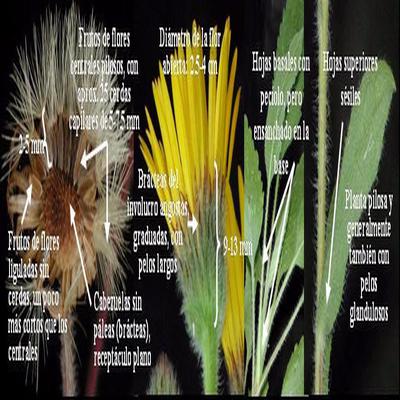 Frutos de flores
centrales pilosos, con
aprox. 35 cerdas
capilares de 5-7.5 mm
2-5 mm
Frutos de flores
liguladas sin
cerdas, un poco
más cortos que los
centrales
Cabezuelas sin
páleas (brácteas),
receptáculo plano
Diámetro de la flor
abierta: 2.5-4 cm
Brácteas del
involucro angostas,
graduadas, con
pelos largos
9-13 mm
Hojas basales con
pecíolo, pero
ensanchado en la
base
Hojas superiores
sésiles
Planta pilosa y
generalmente
también con
pelos
glandulosos